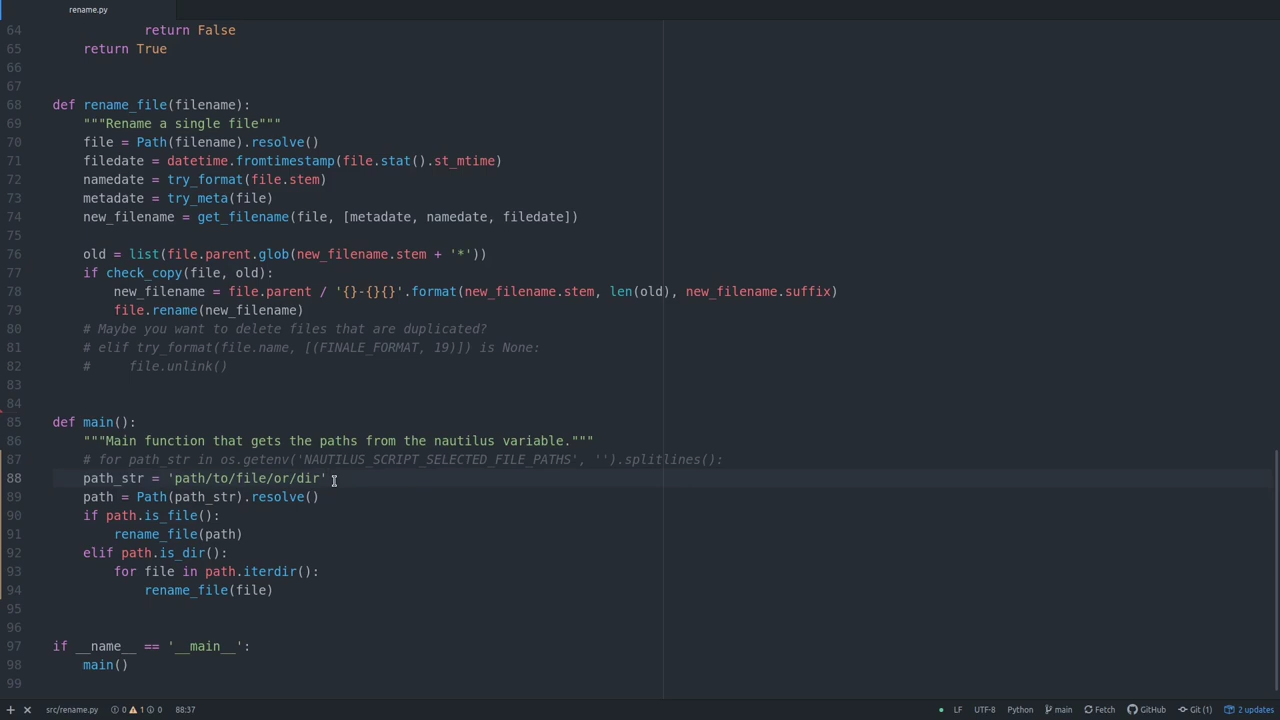 rename.py
64 return False
65 return True
66
67
68 def rename_file(filename):
69 """Rename a single file"""
70 file = Path(filename).resolve()
71 filedate = datetime.fromtimestamp(file.stat().st_mtime)
72 namedate = try_format(file.stem)
73 metadate = try_meta(file)
74 new_filename = get_filename(file, [metadate, namedate, filedate])
75
76 old = list(file.parent.glob(new_filename.stem + '*'))
77 if check_copy(file, old):
78 new_filename = file.parent / '{}-{}{}'.format(new_filename.stem, len(old), new_filename.suffix)
79 file.rename(new_filename)
80 # Maybe you want to delete files that are duplicated?
81 # elif try_format(file.name, [(FINALE_FORMAT, 19)]) is None:
82 #     file.unlink()
83
84
85 def main():
86 """Main function that gets the paths from the nautilus variable."""
87 # for path_str in os.getenv('NAUTILUS_SCRIPT_SELECTED_FILE_PATHS', '').splitlines():
88 path_str = 'path/to/file/or/dir'
89 path = Path(path_str).resolve()
90 if path.is_file():
91 rename_file(path)
92 elif path.is_dir():
93 for file in path.iterdir():
94 rename_file(file)
95
96
97 if __name__ == '__main__':
98 main()
99
src/rename.py 0 1 0 88:37 LF UTF-8 Python main Fetch GitHub Git (1) 2 updates